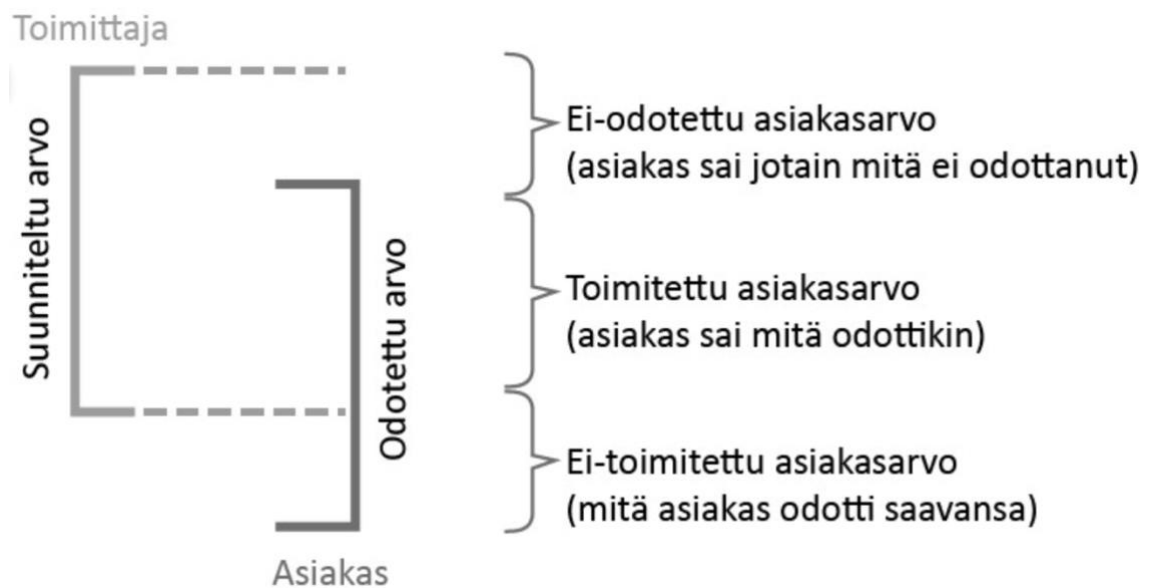 Toimittaja
Suunniteltu arvo
Odotettu arvo
Ei-odotettu asiakasarvo
(asiakas sai jotain mitä ei odottanut)
Toimitettu asiakasarvo
(asiakas sai mitä odottikin)
Ei-toimitettu asiakasarvo
(mitä asiakas odotti saavansa)
Asiakas